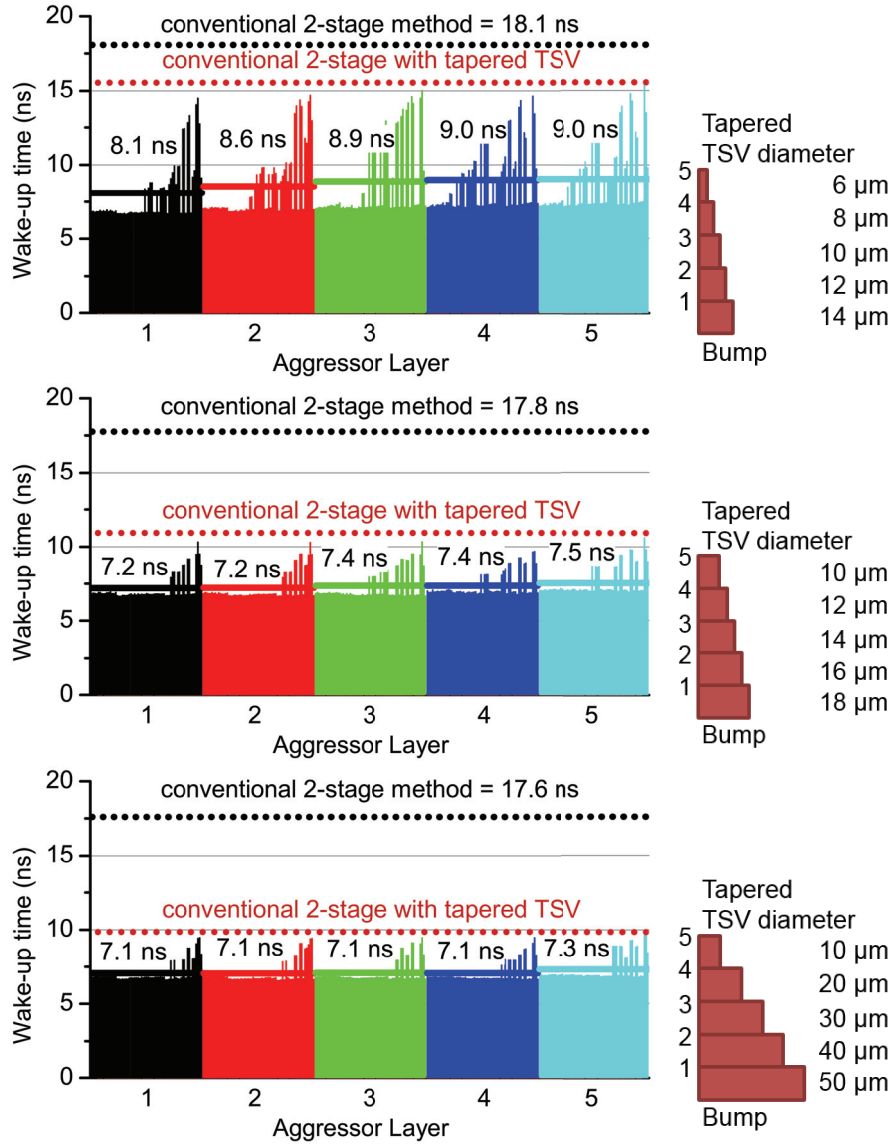 conventional 2-stage method = 18.1 ns
conventional 2-stage with tapered TSV
20
15
10
5
0
Wake-up time (ns)
8.1 ns
8.6 ns
8.9 ns
9.0 ns
9.0 ns
1
2
3
4
5
Aggressor Layer
Tapered
TSV diameter
5
4
3
2
1
6 µm
8 µm
10 µm
12 µm
14 µm
Bump
conventional 2-stage method = 17.8 ns
conventional 2-stage with tapered TSV
20
15
10
5
0
Wake-up time (ns)
7.2 ns
7.2 ns
7.4 ns
7.4 ns
7.5 ns
1
2
3
4
5
Aggressor Layer
Tapered
TSV diameter
5
4
3
2
1
10 µm
12 µm
14 µm
16 µm
18 µm
Bump
conventional 2-stage method = 17.6 ns
conventional 2-stage with tapered TSV
20
15
10
5
0
Wake-up time (ns)
7.1 ns
7.1 ns
7.1 ns
7.1 ns
7.3 ns
1
2
3
4
5
Aggressor Layer
Tapered
TSV diameter
5
4
3
2
1
10 µm
20 µm
30 µm
40 µm
50 µm
Bump